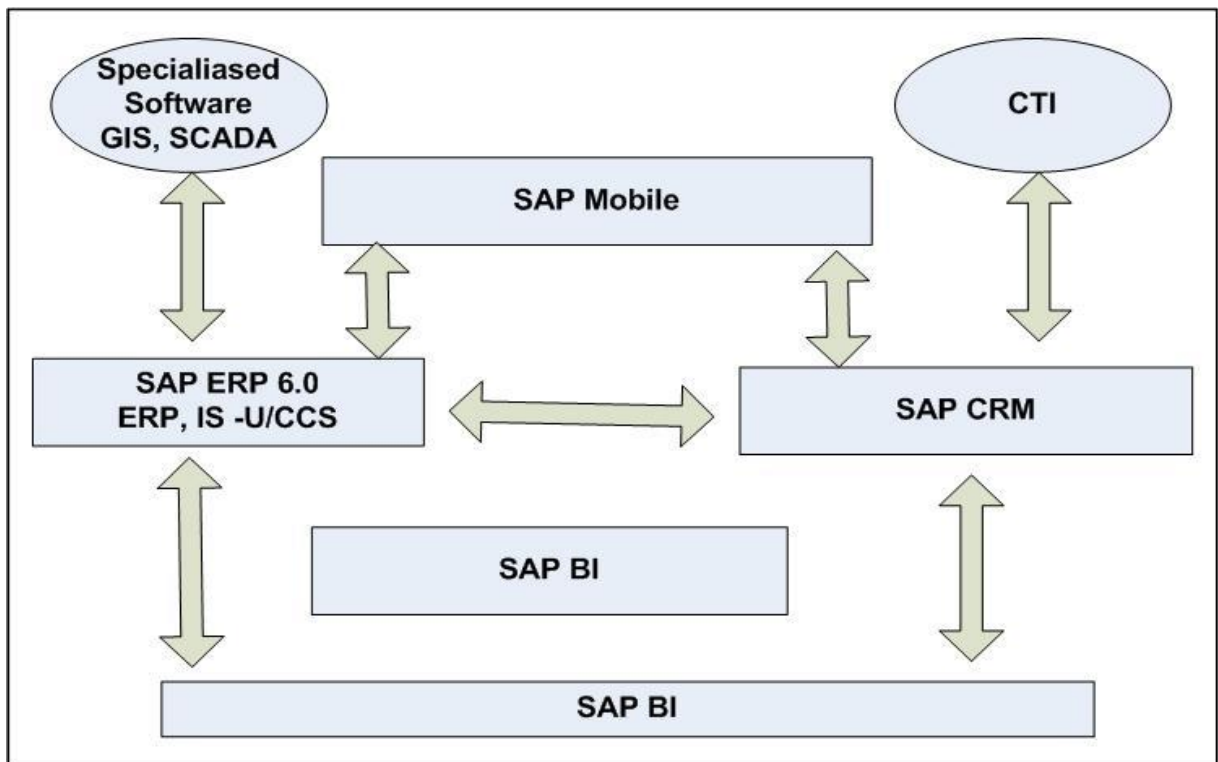 Specialiased
Software
GIS, SCADA
CTI
SAP Mobile
SAP ERP 6.0
ERP, IS -U/CCS
SAP CRM
SAP BI
SAP BI